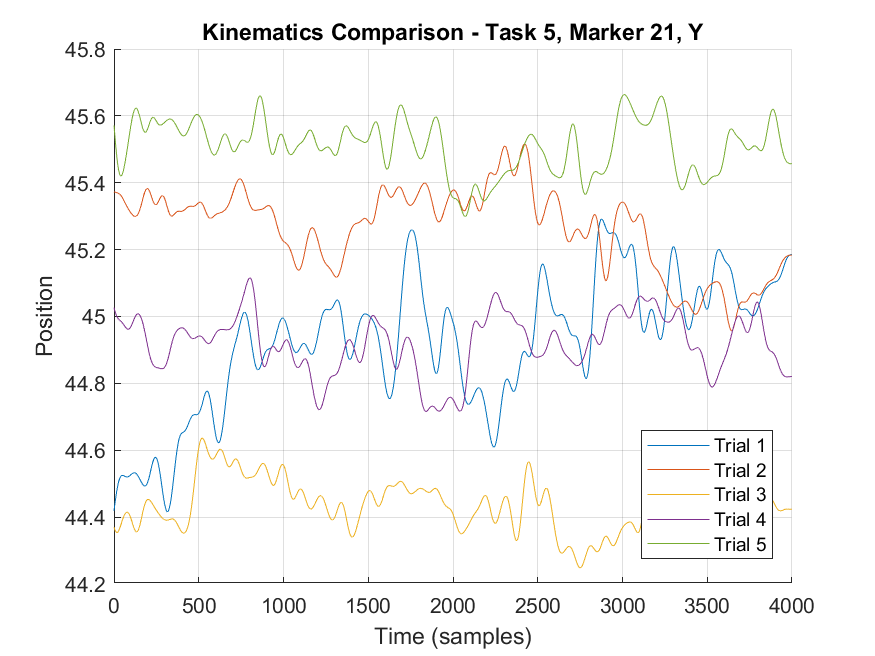 Kinematics Comparison - Task 5, Marker 21, Y
45.8
45.6
45.4
45.2
45
44.8
44.6
44.4
44.2
Position
0 500 1000 1500 2000 2500 3000 3500 4000
Time (samples)
Trial 1
Trial 2
Trial 3
Trial 4
Trial 5